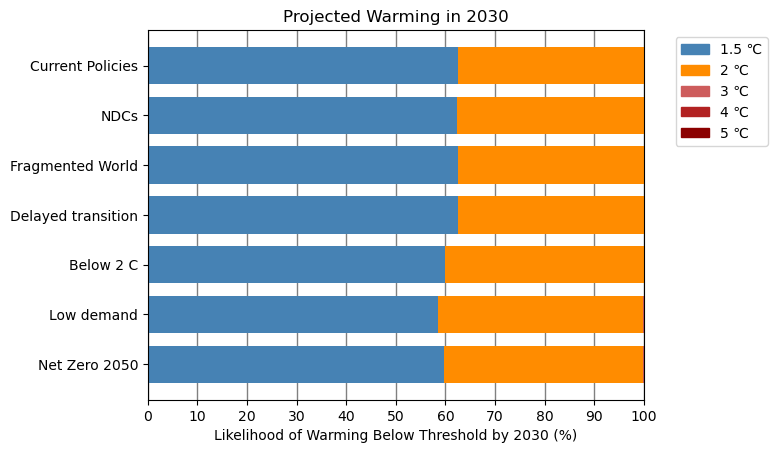 Projected Warming in 2030
Current Policies
NDCs
Fragmented World
Delayed transition
Below 2 C
Low demand
Net Zero 2050
0 10 20 30 40 50 60 70 80 90 100
Likelihood of Warming Below Threshold by 2030 (%)
1.5 ℃
2 ℃
3 ℃
4 ℃
5 ℃